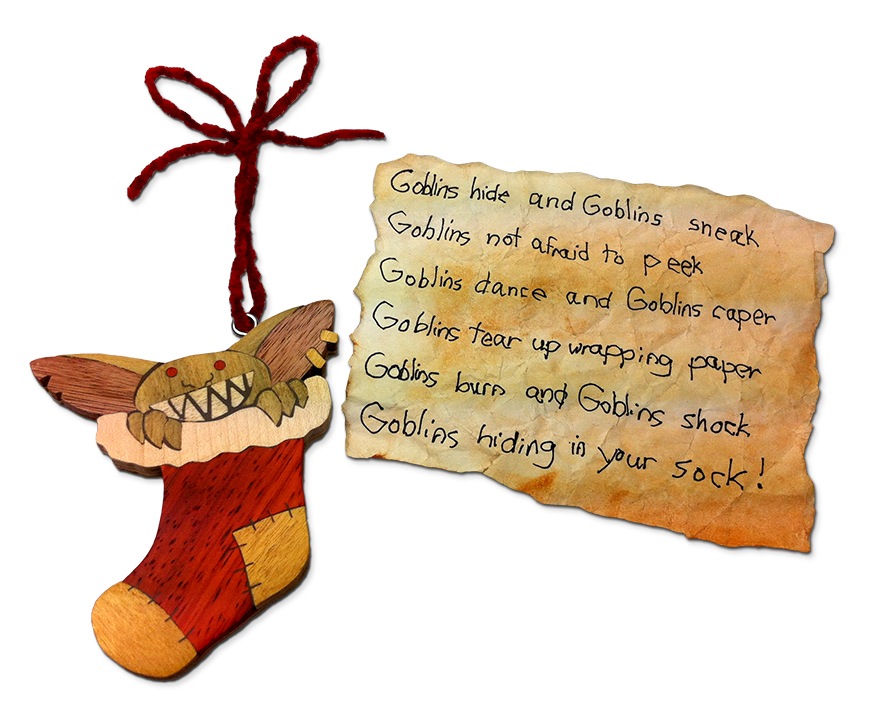 Goblins hide and Goblins sneak
Goblins not afraid to peek
Goblins dance and Goblins caper
Goblins tear up wrapping paper
Goblins burn and Goblins shock
Goblins hiding in your sock!